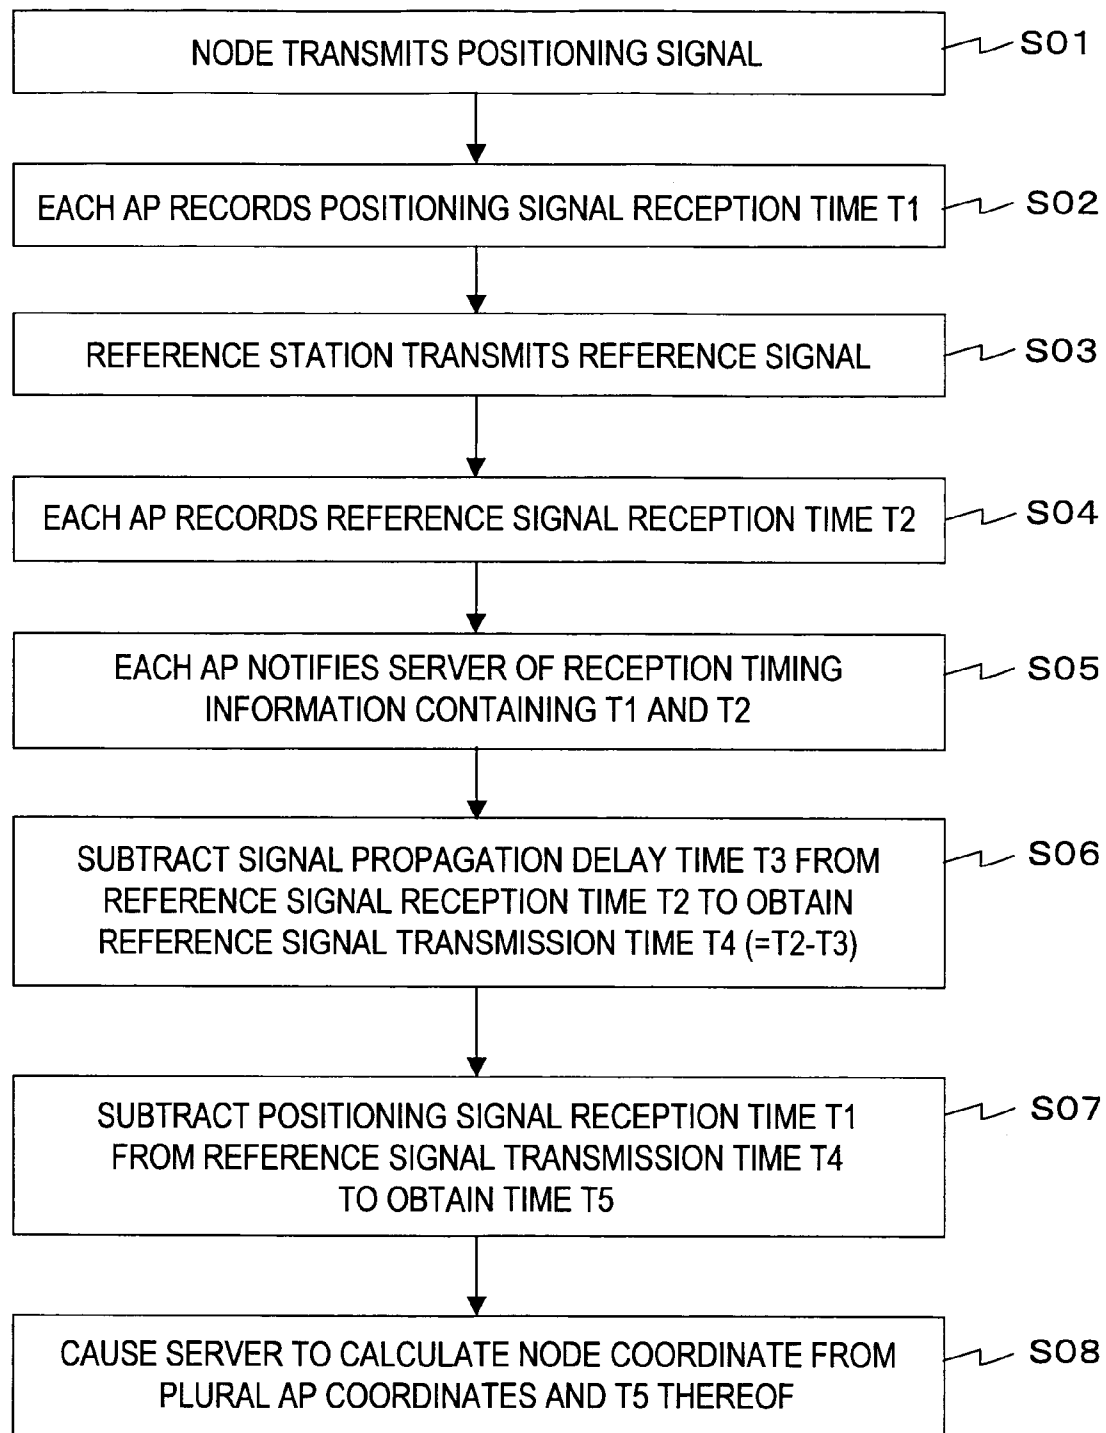 NODE TRANSMITS POSITIONING SIGNAL
S01
EACH AP RECORDS POSITIONING SIGNAL RECEPTION TIME T1
S02
REFERENCE STATION TRANSMITS REFERENCE SIGNAL
S03
EACH AP RECORDS REFERENCE SIGNAL RECEPTION TIME T2
S04
EACH AP NOTIFIES SERVER OF RECEPTION TIMING
INFORMATION CONTAINING T1 AND T2
S05
SUBTRACT SIGNAL PROPAGATION DELAY TIME T3 FROM
REFERENCE SIGNAL RECEPTION TIME T2 TO OBTAIN
REFERENCE SIGNAL TRANSMISSION TIME T4 (=T2-T3)
S06
SUBTRACT POSITIONING SIGNAL RECEPTION TIME T1
FROM REFERENCE SIGNAL TRANSMISSION TIME T4
TO OBTAIN TIME T5
S07
CAUSE SERVER TO CALCULATE NODE COORDINATE FROM
PLURAL AP COORDINATES AND T5 THEREOF
S08